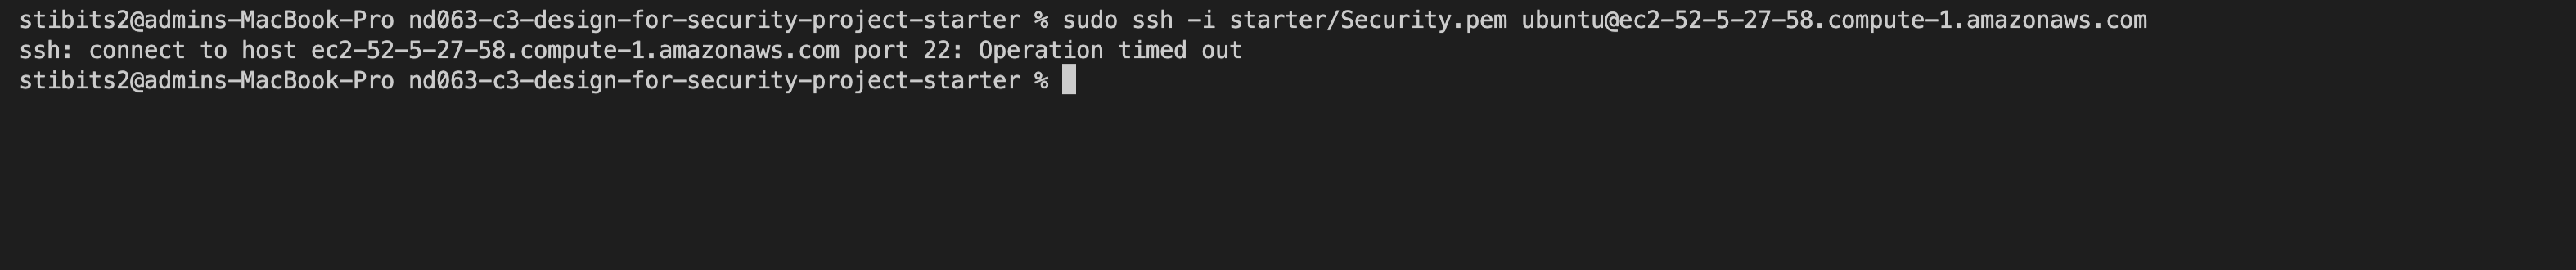 stibits2@admins-MacBook-Pro nd063-c3-design-for-security-project-starter % sudo ssh -i starter/Security.pem ubuntu@ec2-52-5-27-58.compute-1.amazonaws.com
ssh: connect to host ec2-52-5-27-58.compute-1.amazonaws.com port 22: Operation timed out
stibits2@admins-MacBook-Pro nd063-c3-design-for-security-project-starter %